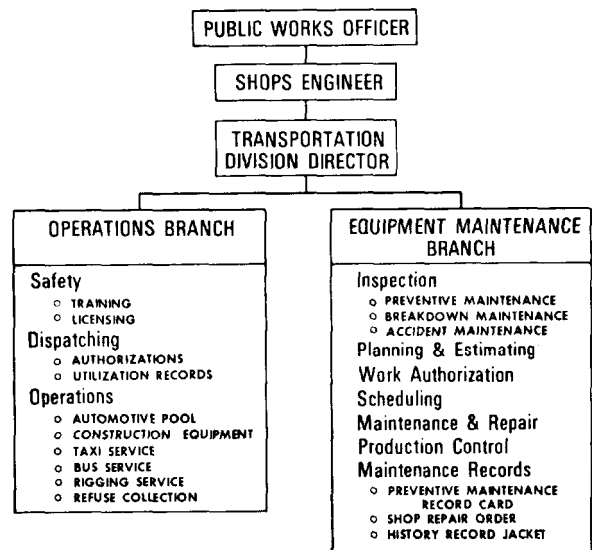 PUBLIC WORKS OFFICER
SHOPS ENGINEER
TRANSPORTATION
DIVISION DIRECTOR
OPERATIONS BRANCH
Safety
o TRAINING
o LICENSING
Dispatching
o AUTHORIZATIONS
o UTILIZATION RECORDS
Operations
o AUTOMOTIVE POOL
o CONSTRUCTION EQUIPMENT
o TAXI SERVICE
o BUS SERVICE
o RIGGING SERVICE
o REFUSE COLLECTION
EQUIPMENT MAINTENANCE
BRANCH
Inspection
o PREVENTIVE MAINTENANCE
o BREAKDOWN MAINTENANCE
o ACCIDENT MAINTENANCE
Planning & Estimating
Work Authorization
Scheduling
Maintenance & Repair
Production Control
Maintenance Records
o PREVENTIVE MAINTENANCE
RECORD CARD
o SHOP REPAIR ORDER
o HISTORY RECORD JACKET